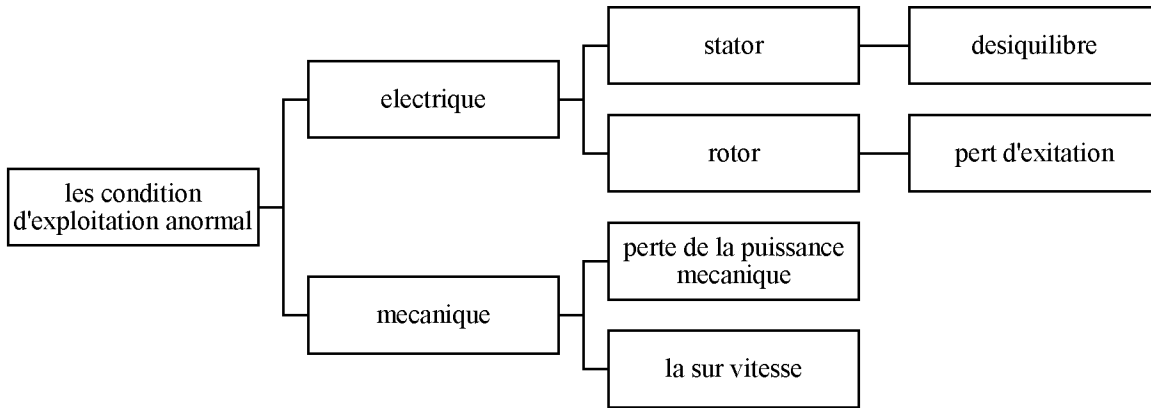 les condition
d'exploitation anormal
electrique
stator
desiquilibre
rotor
pert d'exitation
mecanique
perte de la puissance
mecanique
la sur vitesse